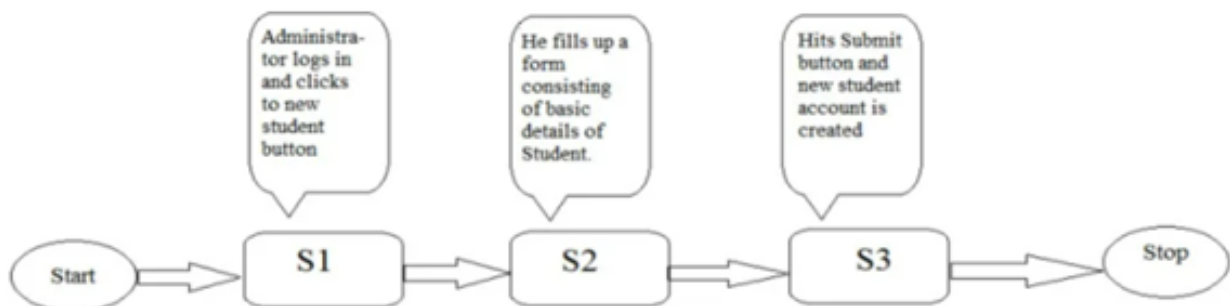 Administra-
tor logs in
and clicks
to new
student
button
He fills up a
form
consisting
of basic
details of
Student.
Hits Submit
button and
new student
account is
created
Start
S1
S2
S3
Stop